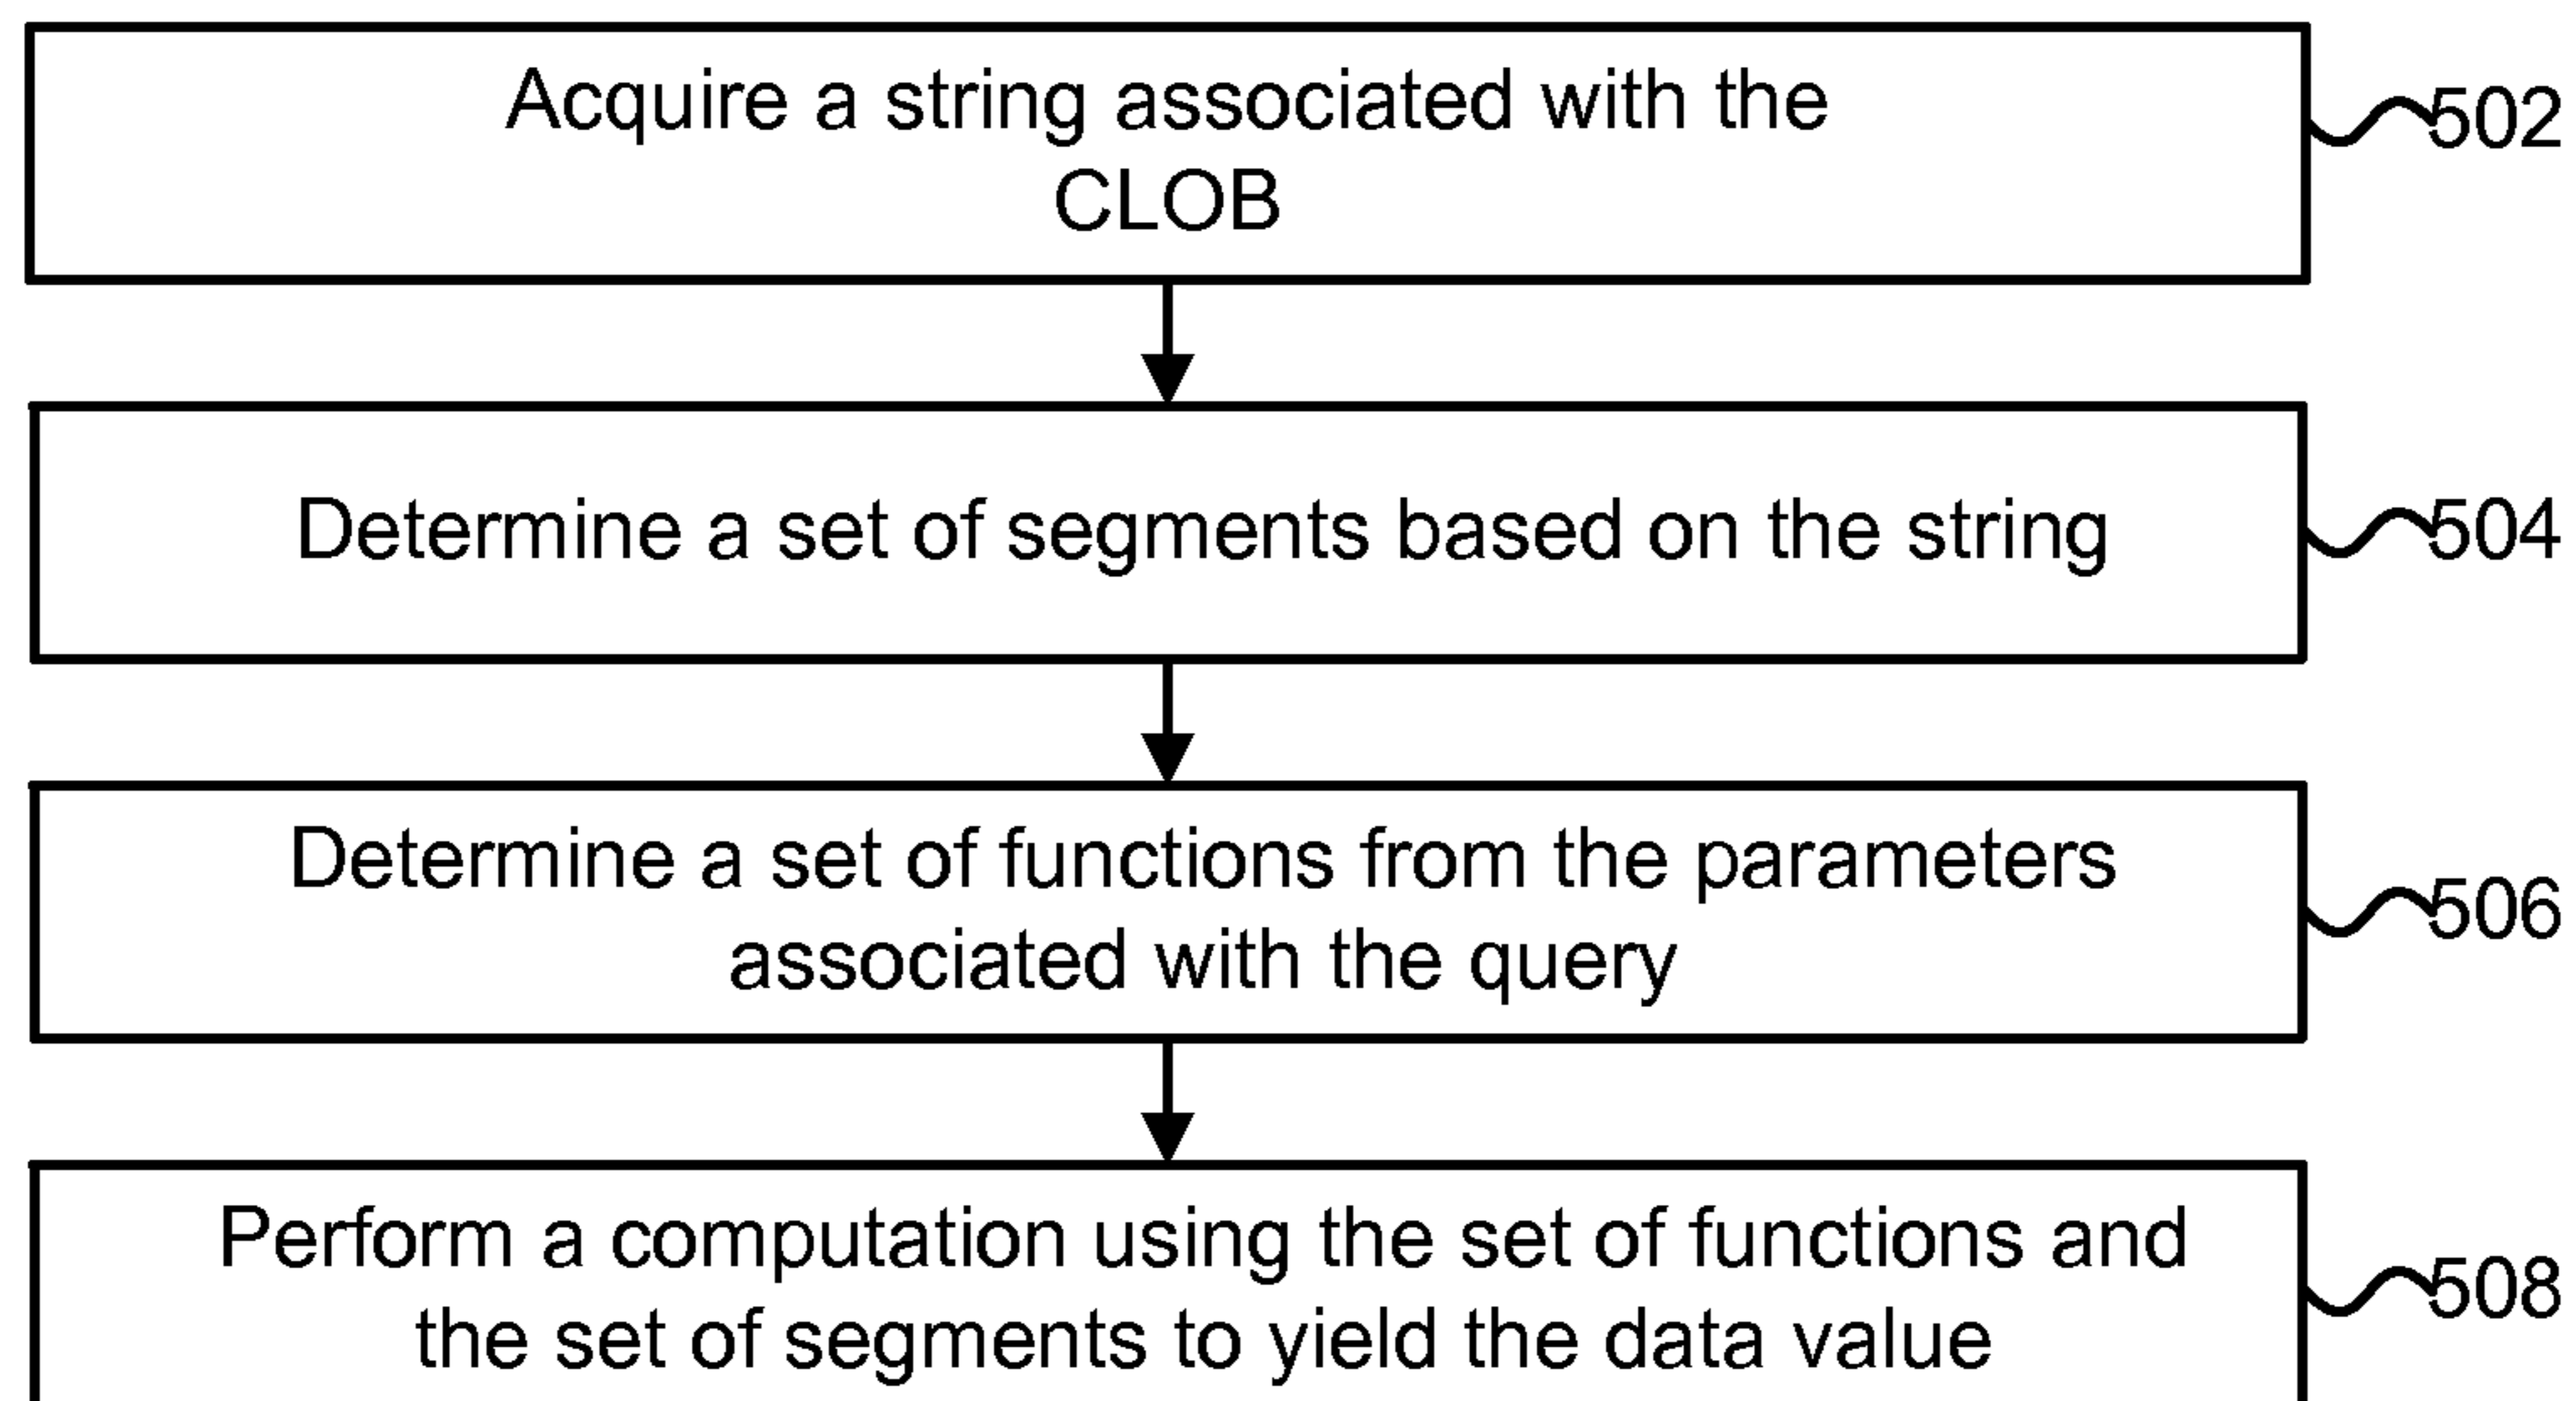 Acquire a string associated with the
CLOB
502
Determine a set of segments based on the string
504
Determine a set of functions from the parameters
associated with the query
506
Perform a computation using the set of functions and
the set of segments to yield the data value
508